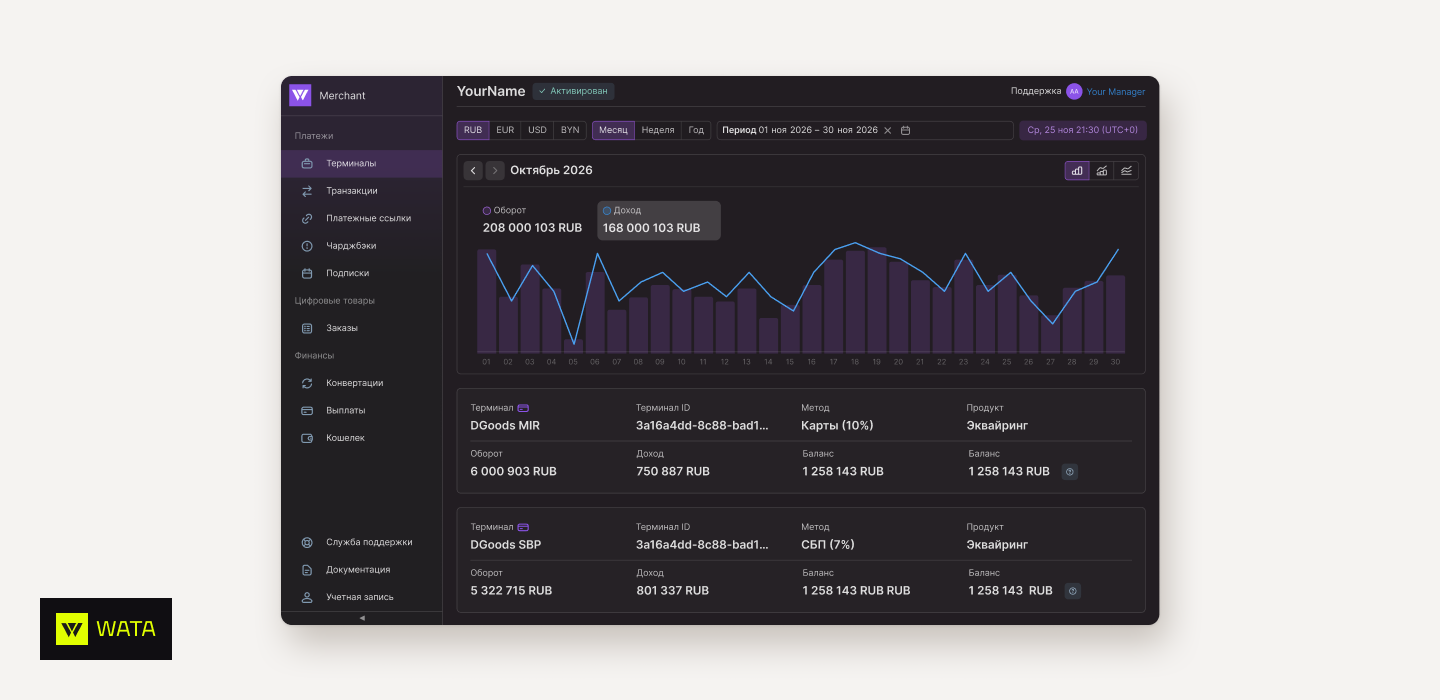 Merchant
Платежи
Терминалы
Транзакции
Платежные ссылки
Чарджбэки
Подписки
Цифровые товары
Заказы
Финансы
Конвертации
Выплаты
Кошелек
Служба поддержки
Документация
Учетная запись
YourName Активирован
Поддержка AA Your Manager
RUB EUR USD BYN Месяц Неделя Год Период 01 ноя 2026 – 30 ноя 2026 Ср, 25 ноя 21:30 (UTC+0)
Октябрь 2026
Оборот Доход
208 000 103 RUB 168 000 103 RUB
01 02 03 04 05 06 07 08 09 10 11 12 13 14 15 16 17 18 19 20 21 22 23 24 25 26 27 28 29 30
Терминал Терминал ID Метод Продукт
DGoods MIR 3a16a4dd-8c88-bad1... Карты (10%) Эквайринг
Оборот Доход Баланс Баланс
6 000 903 RUB 750 887 RUB 1 258 143 RUB 1 258 143 RUB
Терминал Терминал ID Метод Продукт
DGoods SBP 3a16a4dd-8c88-bad1... СБП (7%) Эквайринг
Оборот Доход Баланс Баланс
5 322 715 RUB 801 337 RUB 1 258 143 RUB RUB 1 258 143 RUB
WATA